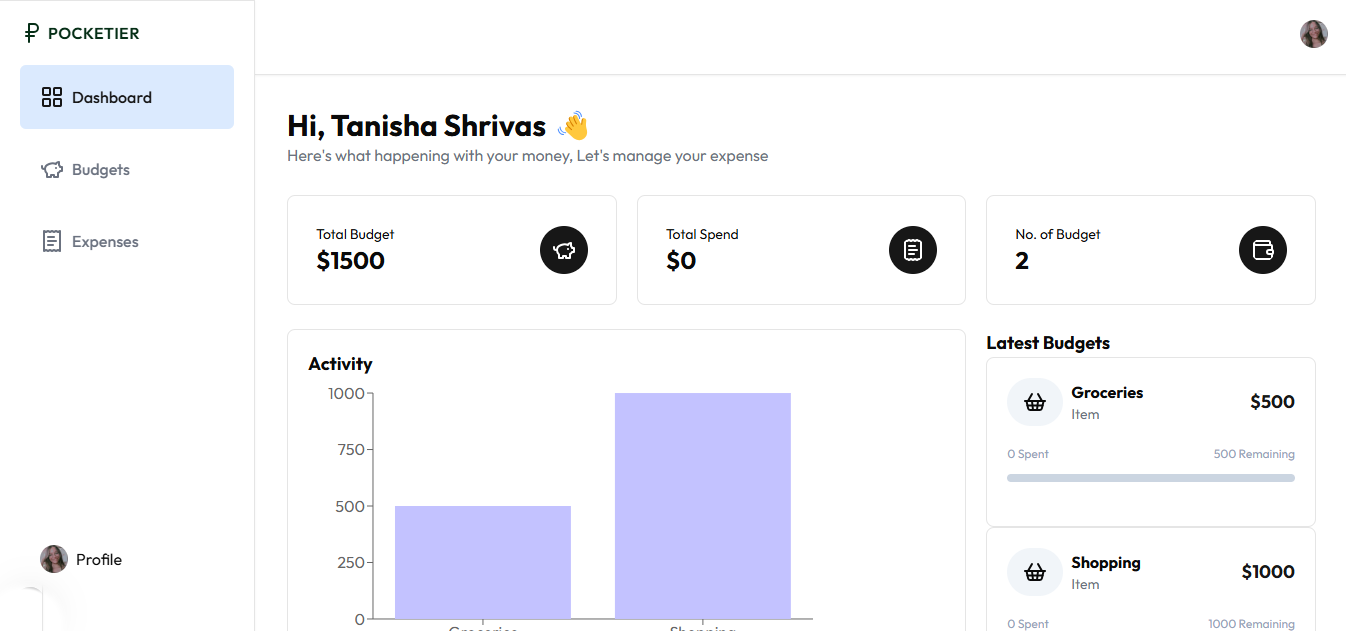 POCKETIER
Dashboard
Budgets
Expenses
Profile
Hi, Tanisha Shrivas 👋
Here's what happening with your money, Let's manage your expense
Total Budget
$1500
Total Spend
$0
No. of Budget
2
Activity
1000
750
500
250
0
Groceries
Shopping
Latest Budgets
Groceries
$500
Item
0 Spent
500 Remaining
Shopping
$1000
Item
0 Spent
1000 Remaining